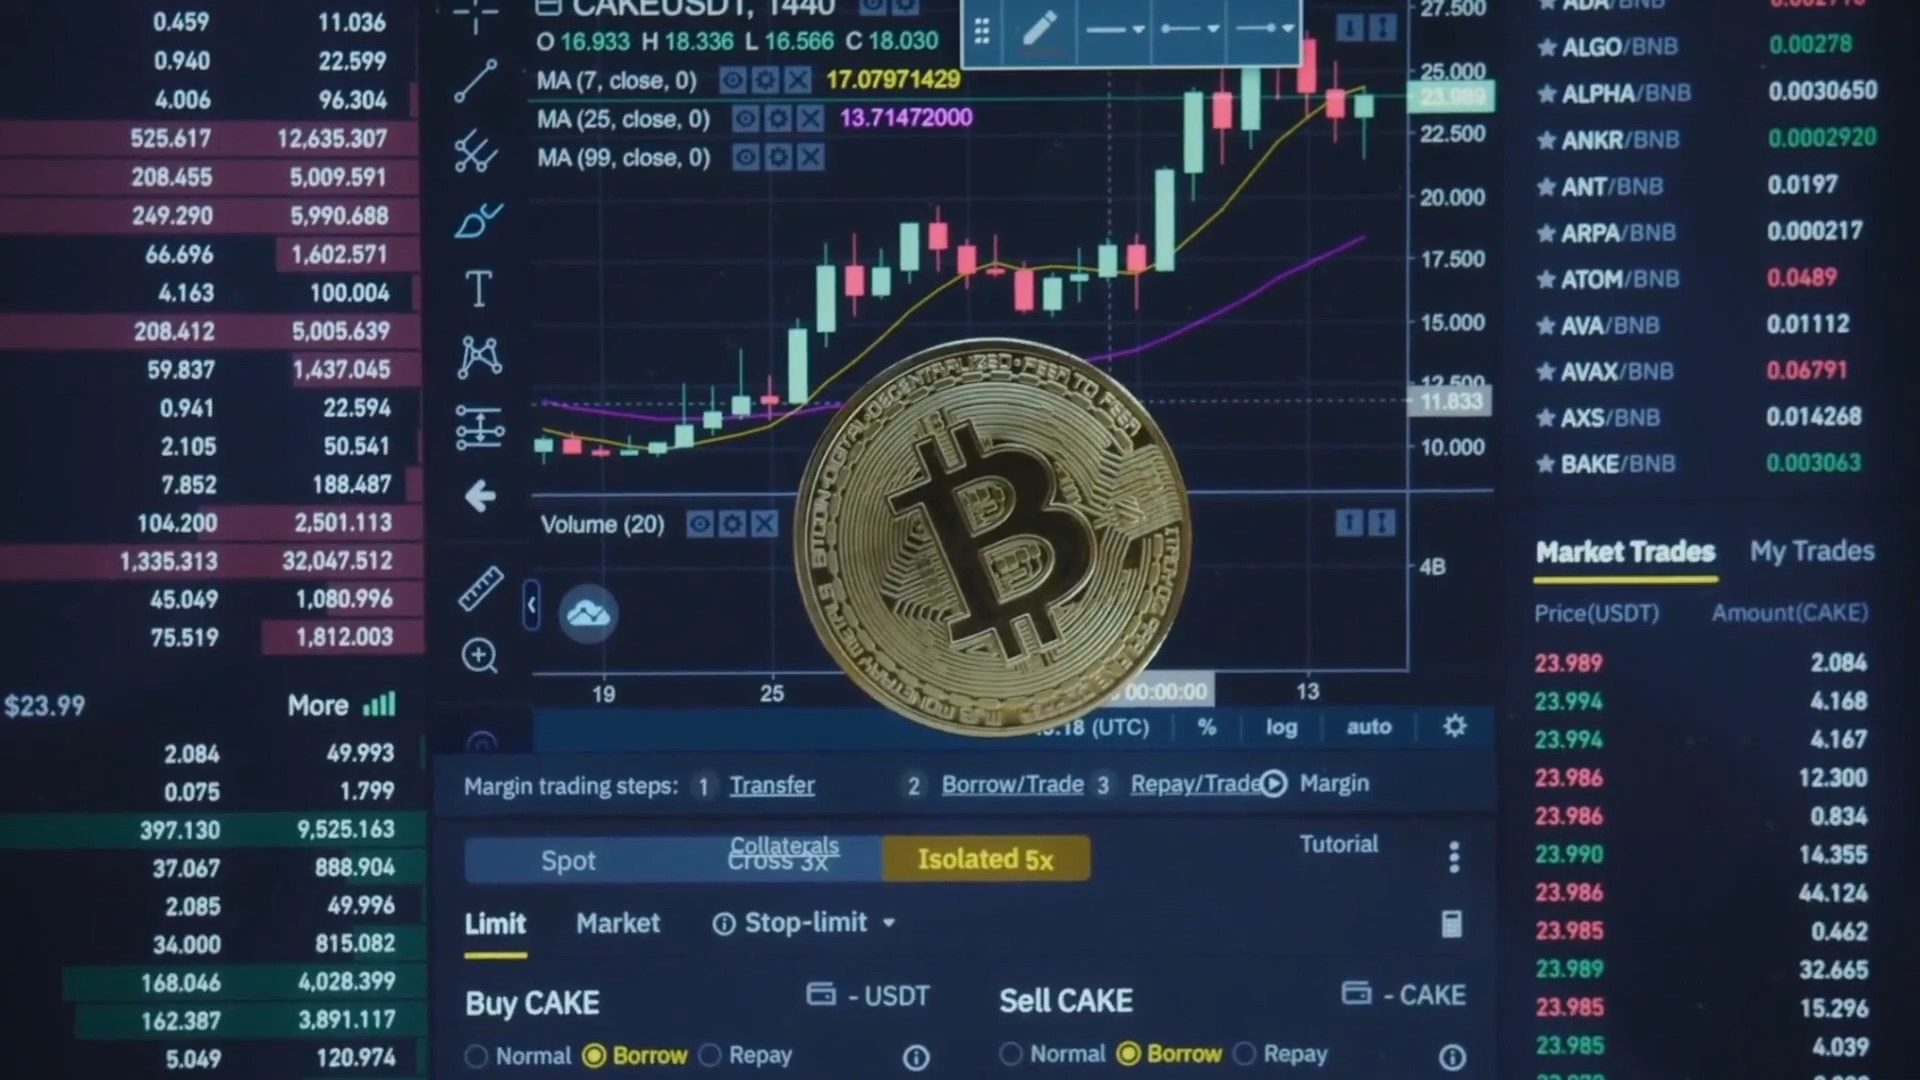 0.459 11.036
0.940 22.599
4.006 96.304
525.617 12,635.307
208.455 5,009.591
249.290 5,990.688
66.696 1,602.571
4.163 100.004
208.412 5,005.639
59.837 1,437.045
0.941 22.594
2.105 50.541
7.852 188.487
104.200 2,501.113
1,335.313 32,047.512
45.049 1,080.996
75.519 1,812.003
$23.99 More
2.084 49.993
0.075 1.799
397.130 9,525.163
37.067 888.904
2.085 49.996
34.000 815.082
168.046 4,028.399
162.387 3,891.117
5.049 120.974
CAKEUSDT, 1440
O 16.933 H 18.336 L 16.566 C 18.030
MA (7, close, 0) 17.07971429
MA (25, close, 0) 13.71472000
MA (99, close, 0)
27.500
25.000
23.989
22.500
20.000
17.500
15.000
12.500
11.833
10.000
Volume (20)
4B
19 25 00:00:00 13
(UTC) % log auto
BITCOIN DIGITAL DECENTRALIZED PEER TO PEER
Margin trading steps: 1 Transfer 2 Borrow/Trade 3 Repay/Trade Margin
Collaterals Tutorial
Spot Cross 3x Isolated 5x
Limit Market Stop-limit
Buy CAKE - USDT Sell CAKE - CAKE
Normal Borrow Repay Normal Borrow Repay
ADA/BNB
ALGO/BNB 0.00278
ALPHA/BNB 0.0030650
ANKR/BNB 0.0002920
ANT/BNB 0.0197
ARPA/BNB 0.000217
ATOM/BNB 0.0489
AVA/BNB 0.01112
AVAX/BNB 0.06791
AXS/BNB 0.014268
BAKE/BNB 0.003063
Market Trades My Trades
Price(USDT) Amount(CAKE)
23.989 2.084
23.994 4.168
23.994 4.167
23.986 12.300
23.986 0.834
23.990 14.355
23.986 44.124
23.985 0.462
23.989 32.665
23.985 15.296
23.985 4.039